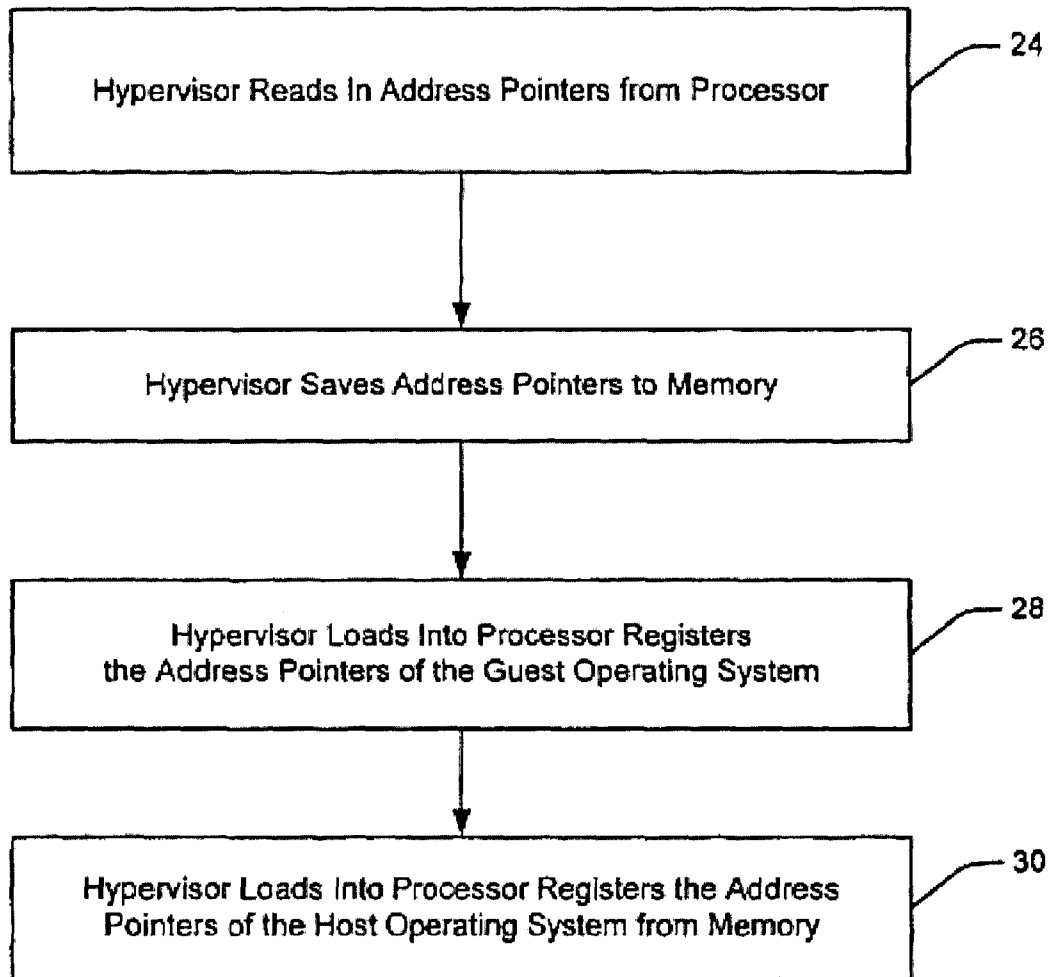 Hypervisor Reads In Address Pointers from Processor
24
Hypervisor Saves Address Pointers to Memory
26
Hypervisor Loads Into Processor Registers
the Address Pointers of the Guest Operating System
28
Hypervisor Loads Into Processor Registers the Address
Pointers of the Host Operating System from Memory
30